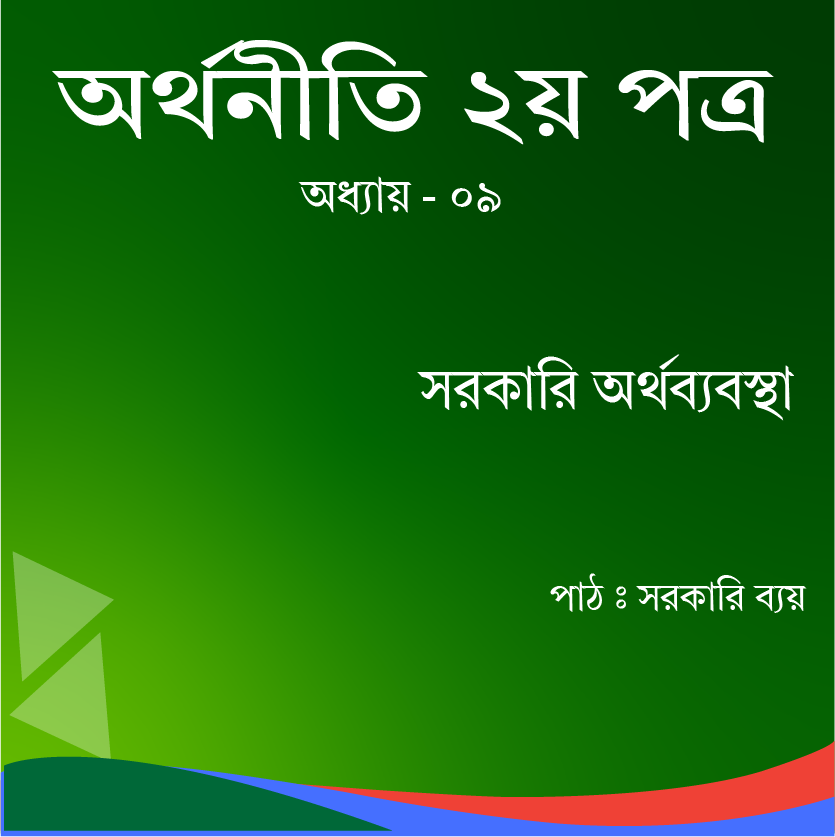 অর্থনীতি ২য় পত্র
অধ্যায় - ০৯
সরকারি অর্থব্যবস্থা
পাঠ ঃ সরকারি ব্যয়